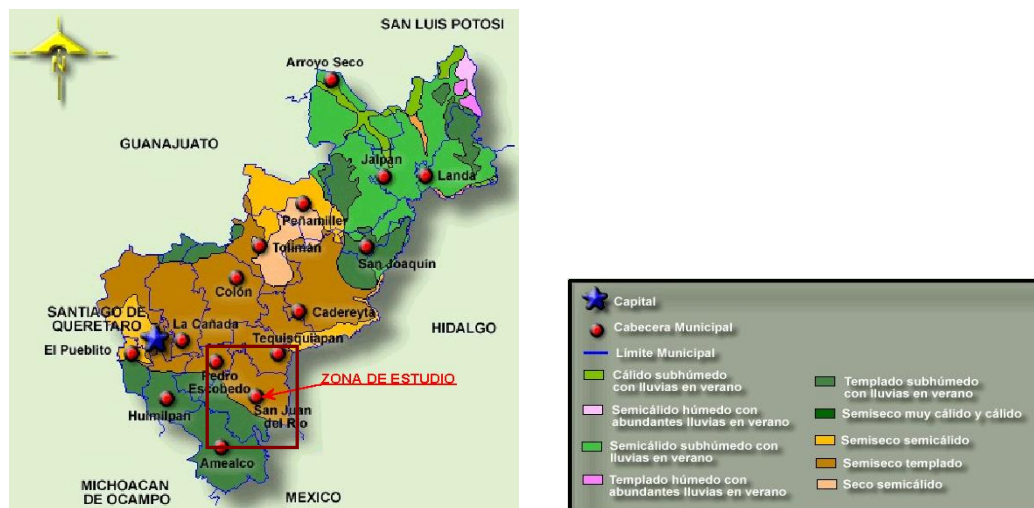 SAN LUIS POTOSI
Arroyo Seco
N
GUANAJUATO
Jalpan
Landa
Peñamiller
Tolimán
San Joaquín
Colón
SANTIAGO DE
QUERETARO
La Cañada
Cadereyta
HIDALGO
El Pueblito
Tequisquiapan
Pedro
Escobedo
ZONA DE ESTUDIO
Huimilpan
San Juan
del Río
Amealco
MICHOACAN
DE OCAMPO
MEXICO
Capital
Cabecera Municipal
Límite Municipal
Cálido subhúmedo
con lluvias en verano
Semicálido húmedo con
abundantes lluvias en verano
Semicálido subhúmedo con
lluvias en verano
Templado húmedo con
abundantes lluvias en verano
Templado subhúmedo
con lluvias en verano
Semiseco muy cálido y cálido
Semiseco semicálido
Semiseco templado
Seco semicálido